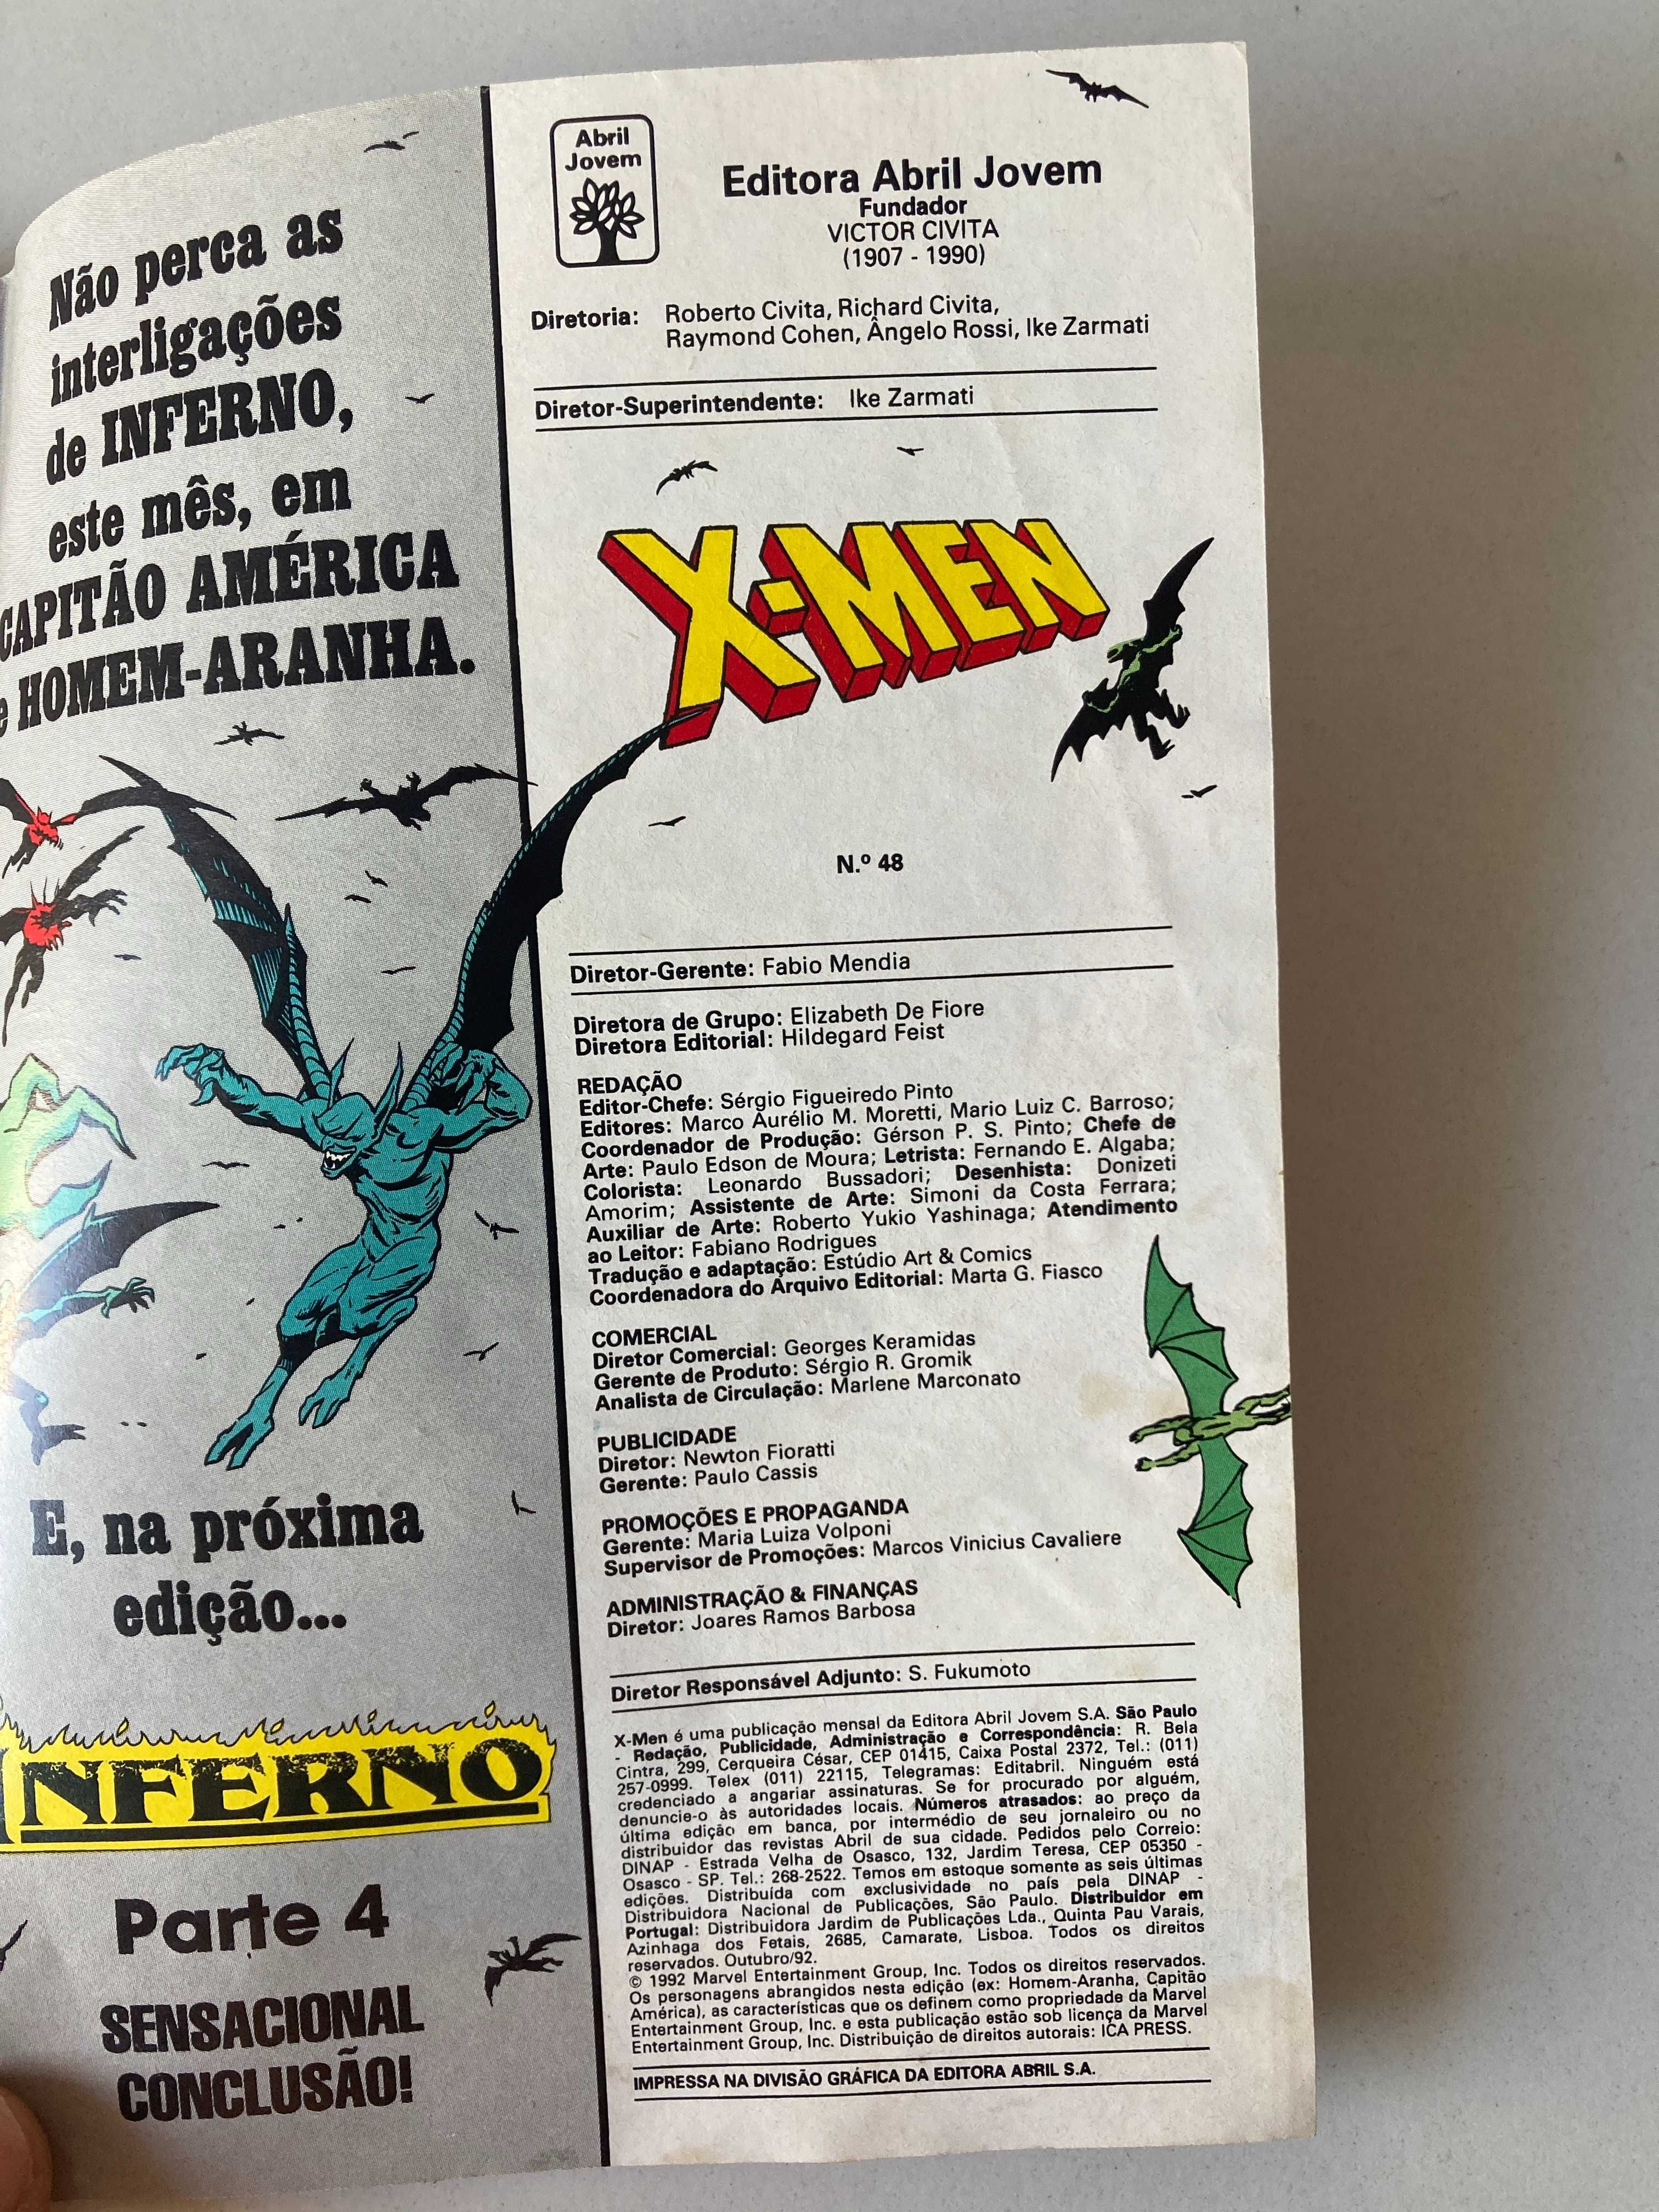 Não perca as
interligações
de INFERNO,
este mês, em
CAPITÃO AMÉRICA
e HOMEM-ARANHA.
E, na próxima
edição...
INFERNO
Parte 4
SENSACIONAL
CONCLUSÃO!
Abril
Jovem
Editora Abril Jovem
Fundador
VICTOR CIVITA
(1907 - 1990)
Diretoria: Roberto Civita, Richard Civita,
Raymond Cohen, Ângelo Rossi, Ike Zarmati
Diretor-Superintendente: Ike Zarmati
X-MEN
N.º 48
Diretor-Gerente: Fabio Mendia
Diretora de Grupo: Elizabeth De Fiore
Diretora Editorial: Hildegard Feist
REDAÇÃO
Editor-Chefe: Sérgio Figueiredo Pinto
Editores: Marco Aurélio M. Moretti, Mario Luiz C. Barroso;
Coordenador de Produção: Gérson P. S. Pinto; Chefe de
Arte: Paulo Edson de Moura; Letrista: Fernando E. Algaba;
Colorista: Leonardo Bussadori; Desenhista: Donizeti
Amorim; Assistente de Arte: Simoni da Costa Ferrara;
Auxiliar de Arte: Roberto Yukio Yashinaga; Atendimento
ao Leitor: Fabiano Rodrigues
Tradução e adaptação: Estúdio Art & Comics
Coordenadora do Arquivo Editorial: Marta G. Fiasco
COMERCIAL
Diretor Comercial: Georges Keramidas
Gerente de Produto: Sérgio R. Gromik
Analista de Circulação: Marlene Marconato
PUBLICIDADE
Diretor: Newton Fioratti
Gerente: Paulo Cassis
PROMOÇÕES E PROPAGANDA
Gerente: Maria Luiza Volponi
Supervisor de Promoções: Marcos Vinicius Cavaliere
ADMINISTRAÇÃO & FINANÇAS
Diretor: Joares Ramos Barbosa
Diretor Responsável Adjunto: S. Fukumoto
X-Men é uma publicação mensal da Editora Abril Jovem S.A. São Paulo
- Redação, Publicidade, Administração e Correspondência: R. Bela
Cintra, 299, Cerqueira César, CEP 01415, Caixa Postal 2372, Tel.: (011)
257-0999. Telex (011) 22115, Telegramas: Editabril. Ninguém está
credenciado a angariar assinaturas. Se for procurado por alguém,
denuncie-o às autoridades locais. Números atrasados: ao preço da
última edição em banca, por intermédio de seu jornaleiro ou no
distribuidor das revistas Abril de sua cidade. Pedidos pelo Correio:
DINAP - Estrada Velha de Osasco, 132, Jardim Teresa, CEP 05350 -
Osasco - SP. Tel.: 268-2522. Temos em estoque somente as seis últimas
edições. Distribuída com exclusividade no país pela DINAP -
Distribuidora Nacional de Publicações, São Paulo. Distribuidor em
Portugal: Distribuidora Jardim de Publicações Lda., Quinta Pau Varais,
Azinhaga dos Fetais, 2685, Camarate, Lisboa. Todos os direitos
reservados. Outubro/92.
© 1992 Marvel Entertainment Group, Inc. Todos os direitos reservados.
Os personagens abrangidos nesta edição (ex: Homem-Aranha, Capitão
América), as características que os definem como propriedade da Marvel
Entertainment Group, Inc. e esta publicação estão sob licença da Marvel
Entertainment Group, Inc. Distribuição de direitos autorais: ICA PRESS.
IMPRESSA NA DIVISÃO GRÁFICA DA EDITORA ABRIL S.A.